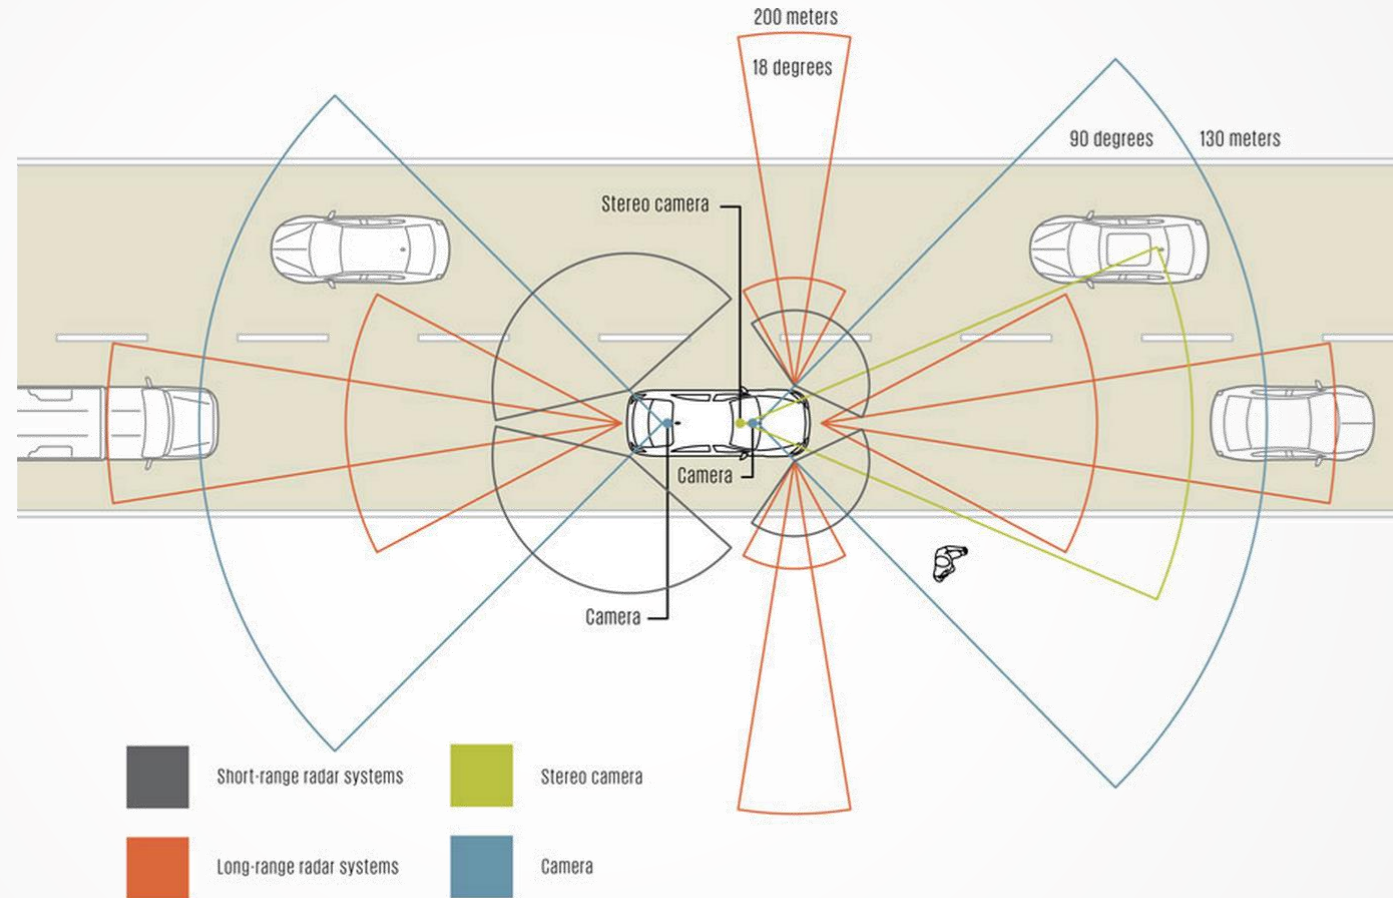 200 meters
18 degrees
90 degrees
130 meters
Stereo camera
Camera
Camera
Short-range radar systems
Stereo camera
Long-range radar systems
Camera